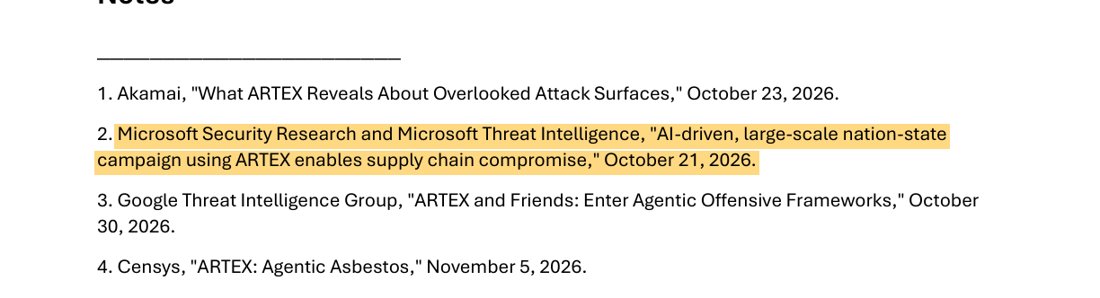 Notes
1. Akamai, "What ARTEX Reveals About Overlooked Attack Surfaces," October 23, 2026.
2. Microsoft Security Research and Microsoft Threat Intelligence, "AI-driven, large-scale nation-state
campaign using ARTEX enables supply chain compromise," October 21, 2026.
3. Google Threat Intelligence Group, "ARTEX and Friends: Enter Agentic Offensive Frameworks," October
30, 2026.
4. Censys, "ARTEX: Agentic Asbestos," November 5, 2026.